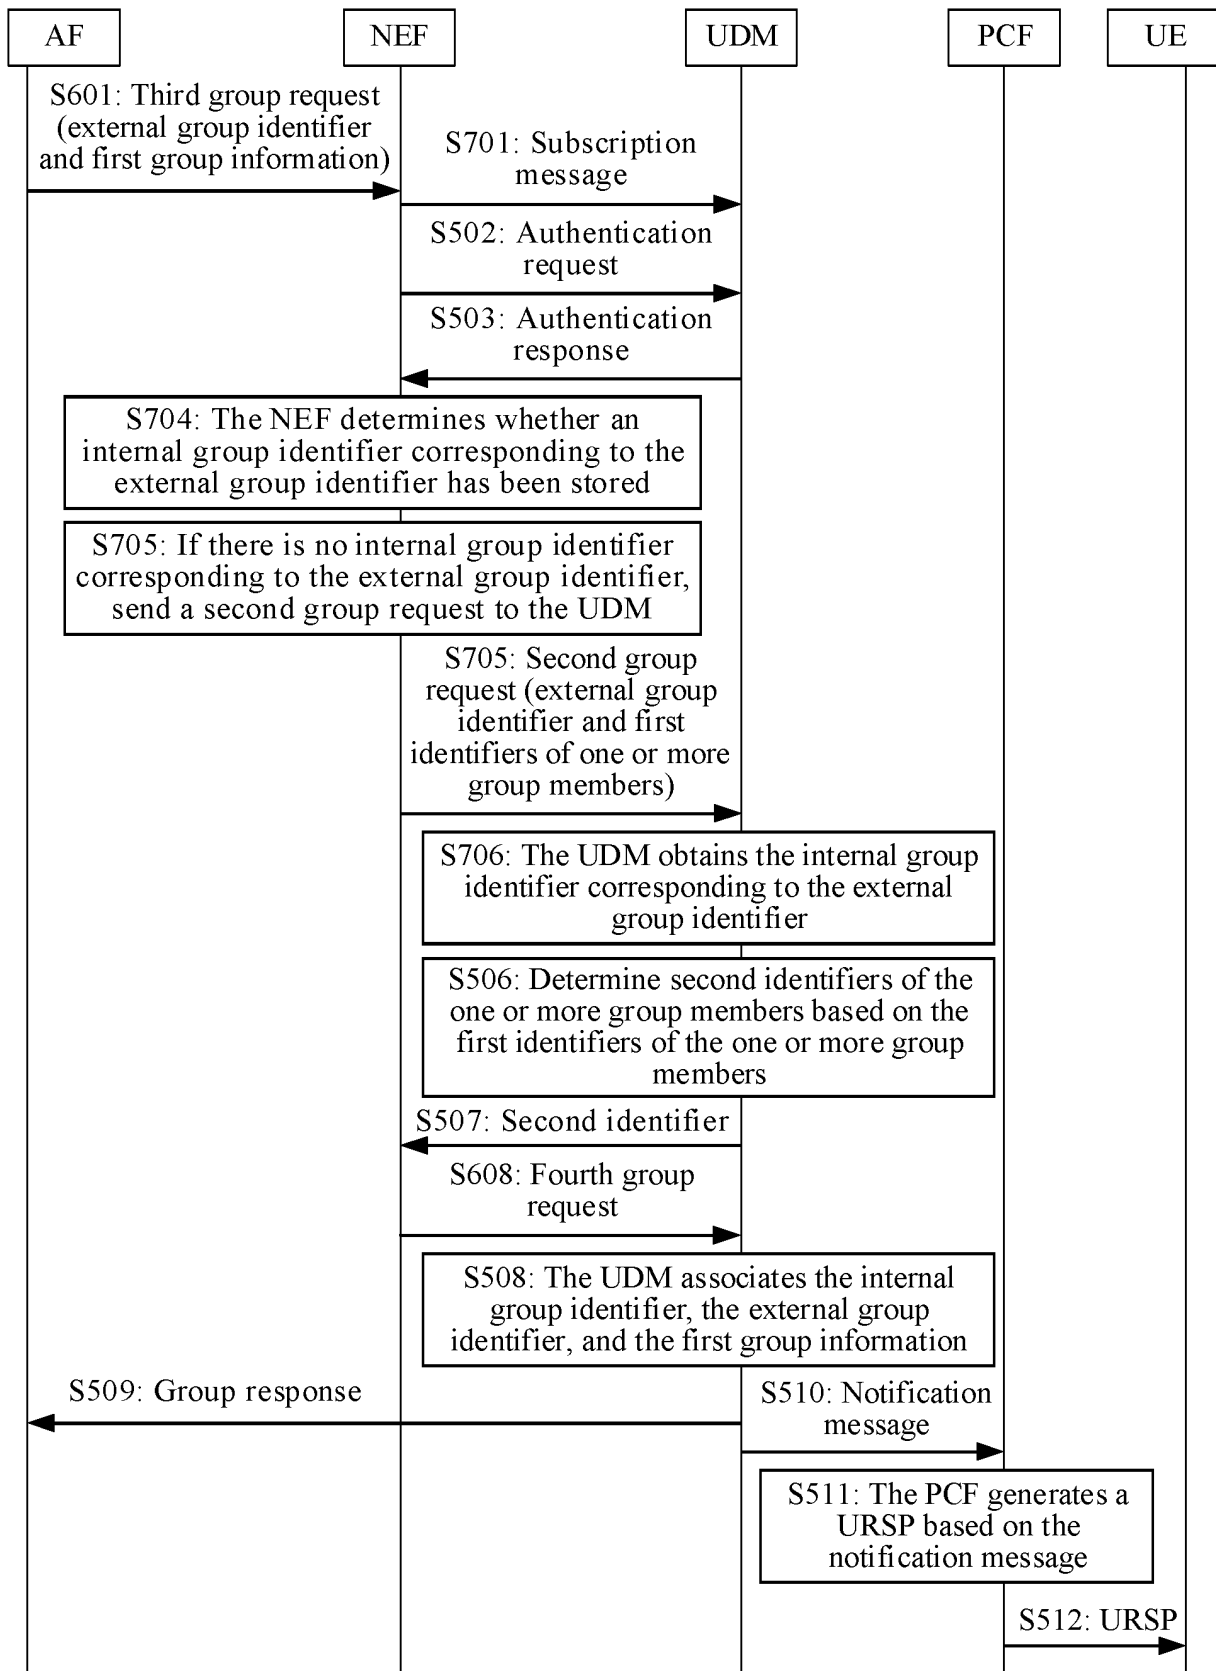 AF
NEF
UDM
PCF
UE
S601: Third group request
(external group identifier
and first group information)
S701: Subscription
message
S502: Authentication
request
S503: Authentication
response
S704: The NEF determines whether an
internal group identifier corresponding to the
external group identifier has been stored
S705: If there is no internal group identifier
corresponding to the external group identifier,
send a second group request to the UDM
S705: Second group
request (external group
identifier and first
identifiers of one or more
group members)
S706: The UDM obtains the internal group
identifier corresponding to the external
group identifier
S506: Determine second identifiers of the
one or more group members based on the
first identifiers of the one or more group
members
S507: Second identifier
S608: Fourth group
request
S508: The UDM associates the internal
group identifier, the external group
identifier, and the first group information
S509: Group response
S510: Notification
message
S511: The PCF generates a
URSP based on the
notification message
S512: URSP